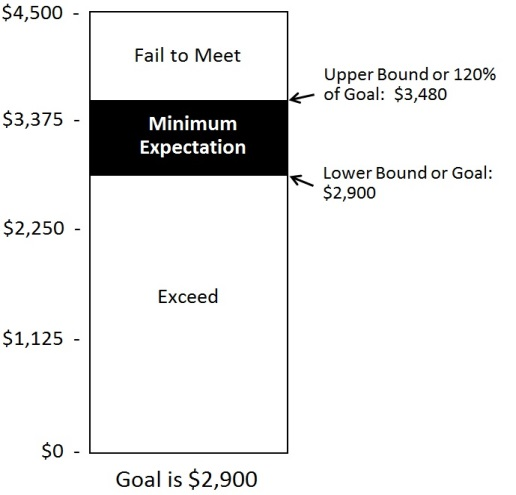 $4,500 -
Fail to Meet
Upper Bound or 120%
of Goal: $3,480
$3,375 -
Minimum
Expectation
Lower Bound or Goal:
$2,900
$2,250 -
Exceed
$1,125 -
$0 -
Goal is $2,900